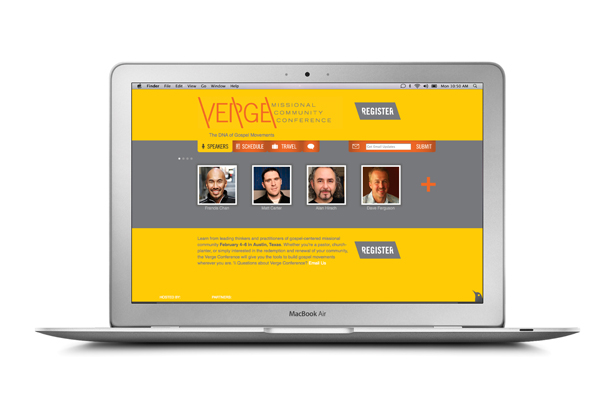 Finder File Edit View Go Window Help
Mon 10:50 AM
VERGE MISSIONAL
COMMUNITY
CONFERENCE
REGISTER
The DNA of Gospel Movements
SPEAKERS SCHEDULE TRAVEL
SUBMIT
Francis Chan Matt Carter Alan Hirsch Dave Ferguson
+
Learn from leading thinkers and practitioners of gospel-centered missional
community February 4-6 in Austin, Texas. Whether you're a pastor, church-
planter, or simply interested in the redemption and renewal of your community,
the Verge Conference will give you the tools to build gospel movements
wherever you are. Questions about Verge Conference? Email Us
REGISTER
MacBook Air